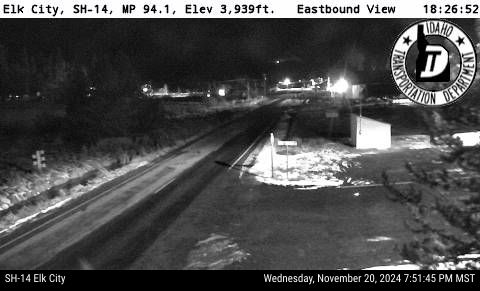 Elk City, SH-14, MP 94.1, Elev 3,939ft. Eastbound View 18:26:52
IDAHO
TRANSPORTATION DEPARTMENT
SH-14 Elk City Wednesday, November 20, 2024 7:51:45 PM MST